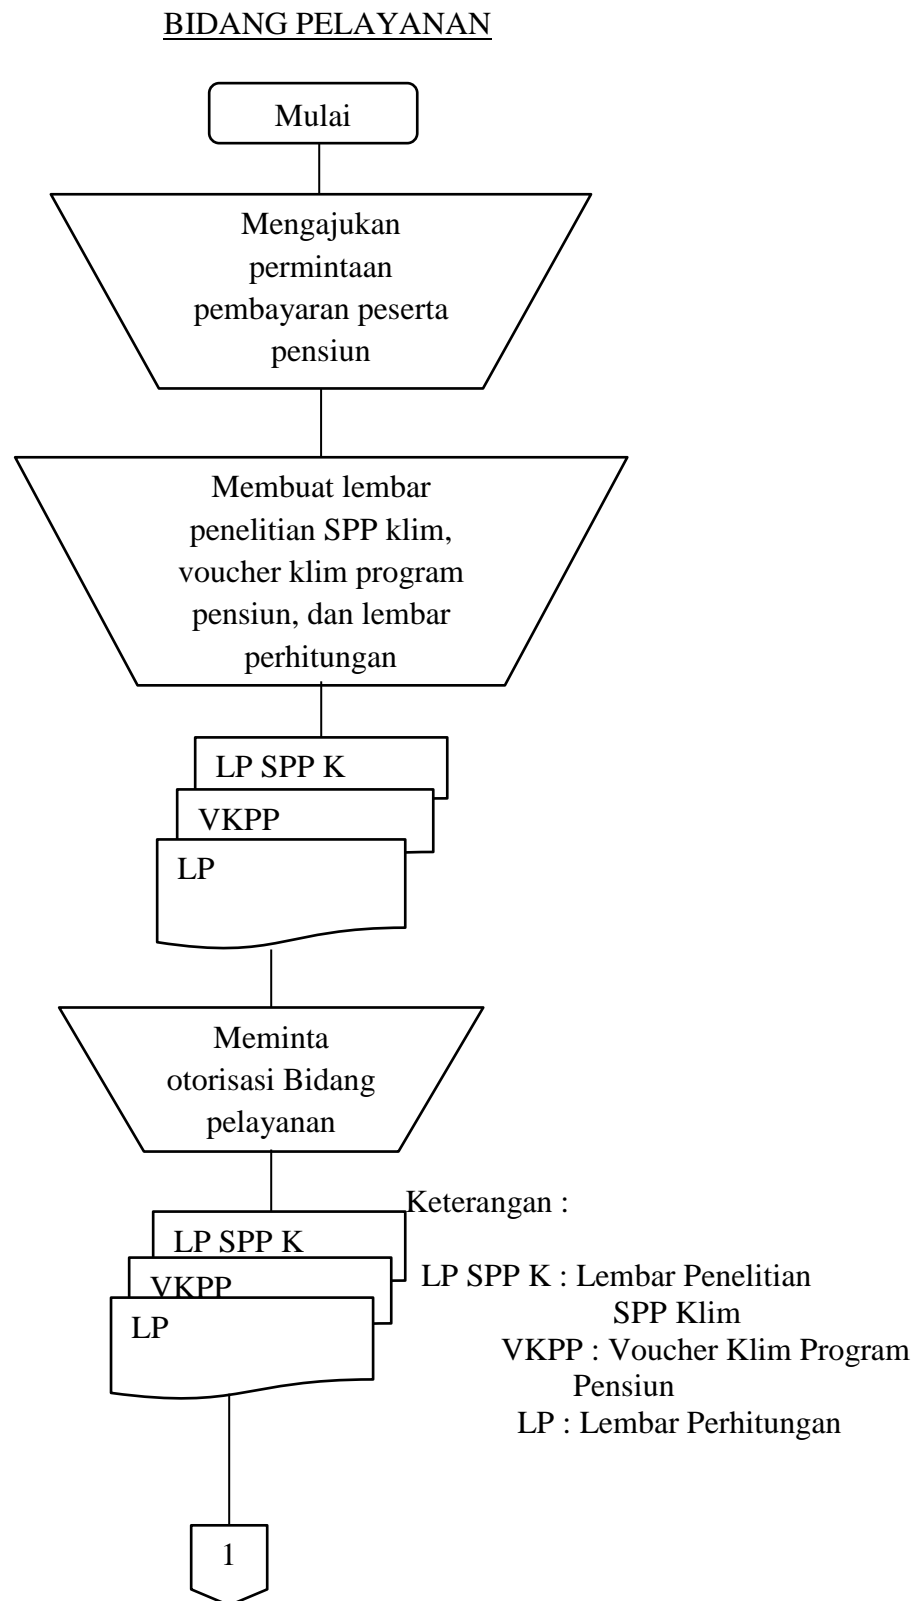 BIDANG PELAYANAN
Mulai
Mengajukan
permintaan
pembayaran peserta
pensiun
Membuat lembar
penelitian SPP klim,
voucher klim program
pensiun, dan lembar
perhitungan
LP SPP K
VKPP
LP
Meminta
otorisasi Bidang
pelayanan
LP SPP K
VKPP
LP
Keterangan :
LP SPP K : Lembar Penelitian
SPP Klim
VKPP : Voucher Klim Program
Pensiun
LP : Lembar Perhitungan
1